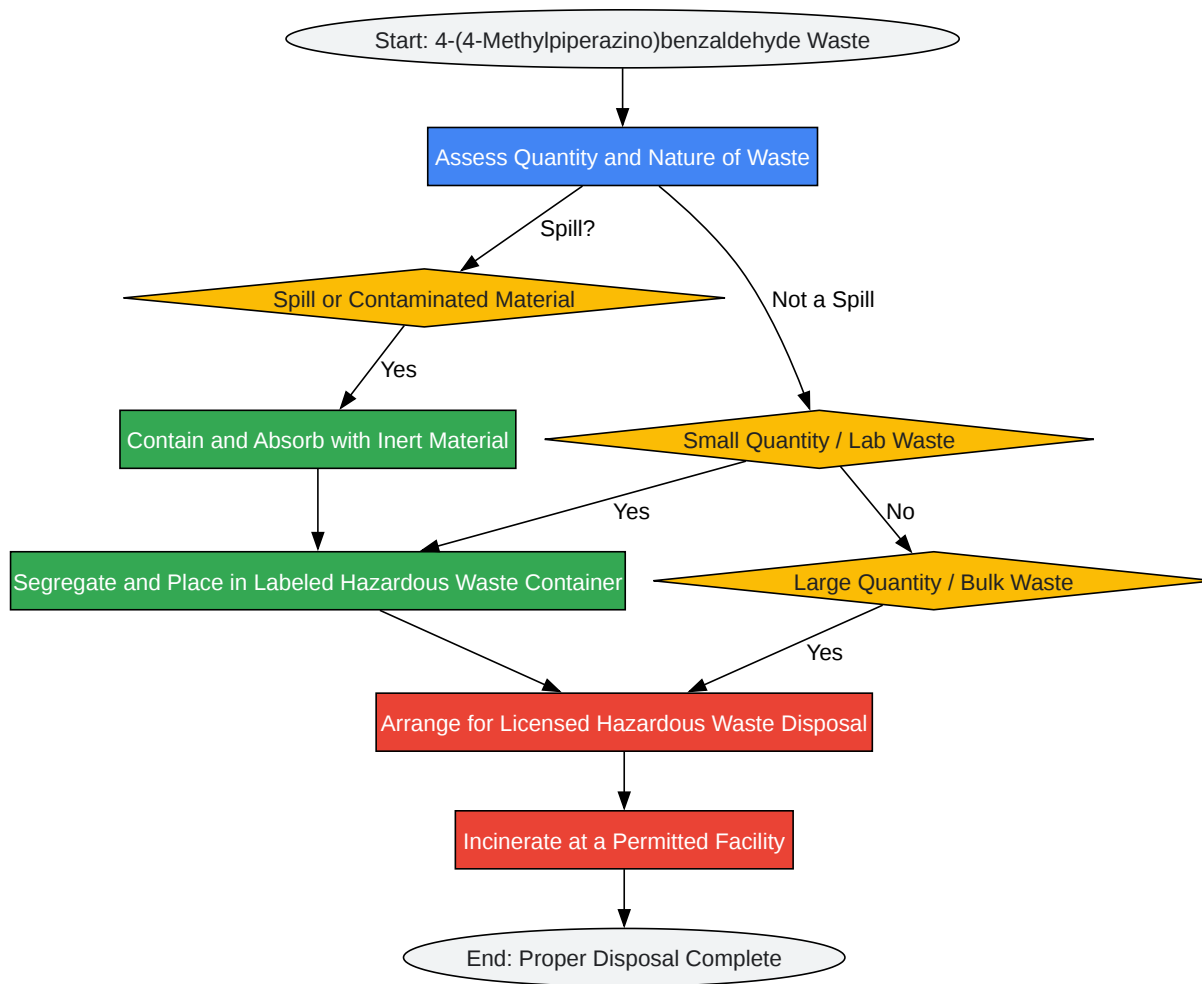 Start: 4-(4-Methylpiperazino)benzaldehyde Waste
Assess Quantity and Nature of Waste
Spill?
Spill or Contaminated Material
Not a Spill
Yes
Contain and Absorb with Inert Material
Small Quantity / Lab Waste
Yes
No
Segregate and Place in Labeled Hazardous Waste Container
Large Quantity / Bulk Waste
Yes
Arrange for Licensed Hazardous Waste Disposal
Incinerate at a Permitted Facility
End: Proper Disposal Complete